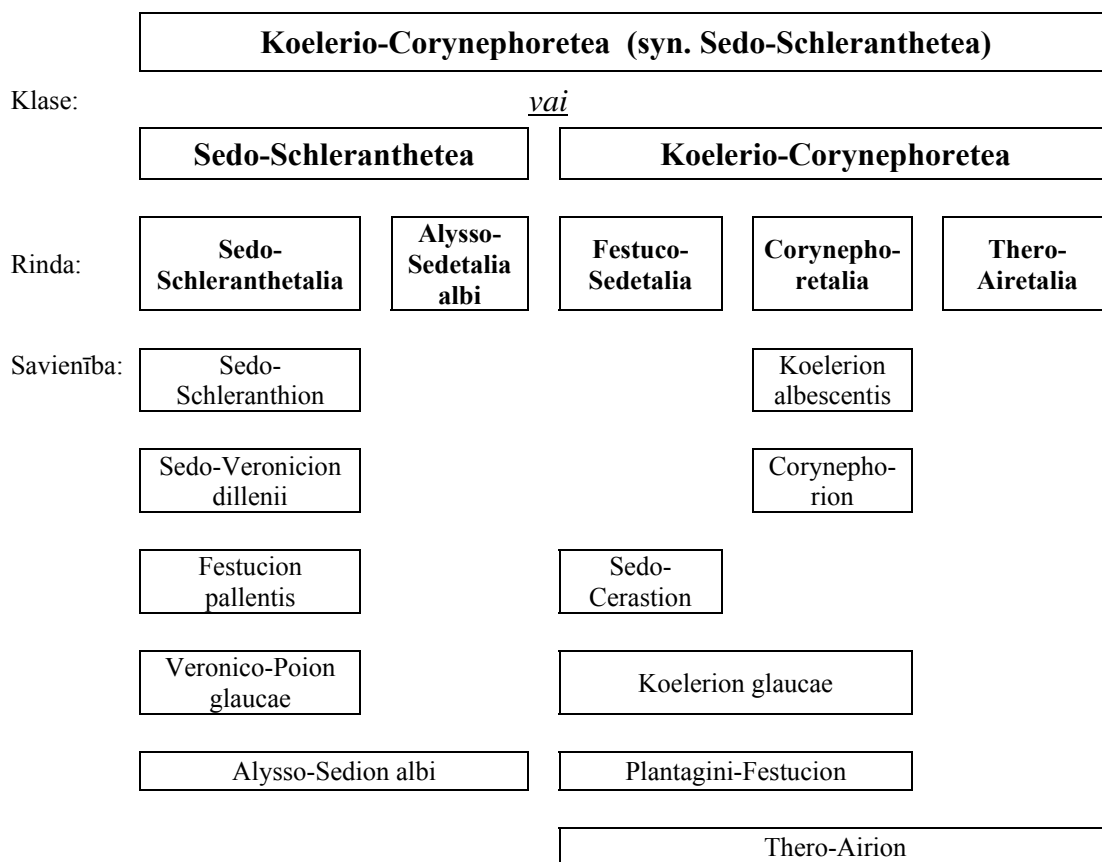 Koelerio-Corynephoretea (syn. Sedo-Schleranthetea)
Klase:
vai
Sedo-Schleranthetea
Koelerio-Corynephoretea
Rinda:
Sedo-
Schleranthetalia
Alysso-
Sedetalia
albi
Festuco-
Sedetalia
Corynepho-
retalia
Thero-
Airetalia
Savienība:
Sedo-
Schleranthion
Koelerion
albescentis
Sedo-Veronicion
dillenii
Corynepho-
rion
Festucion
pallentis
Sedo-
Cerastion
Veronico-Poion
glaucae
Koelerion glaucae
Alysso-Sedion albi
Plantagini-Festucion
Thero-Airion